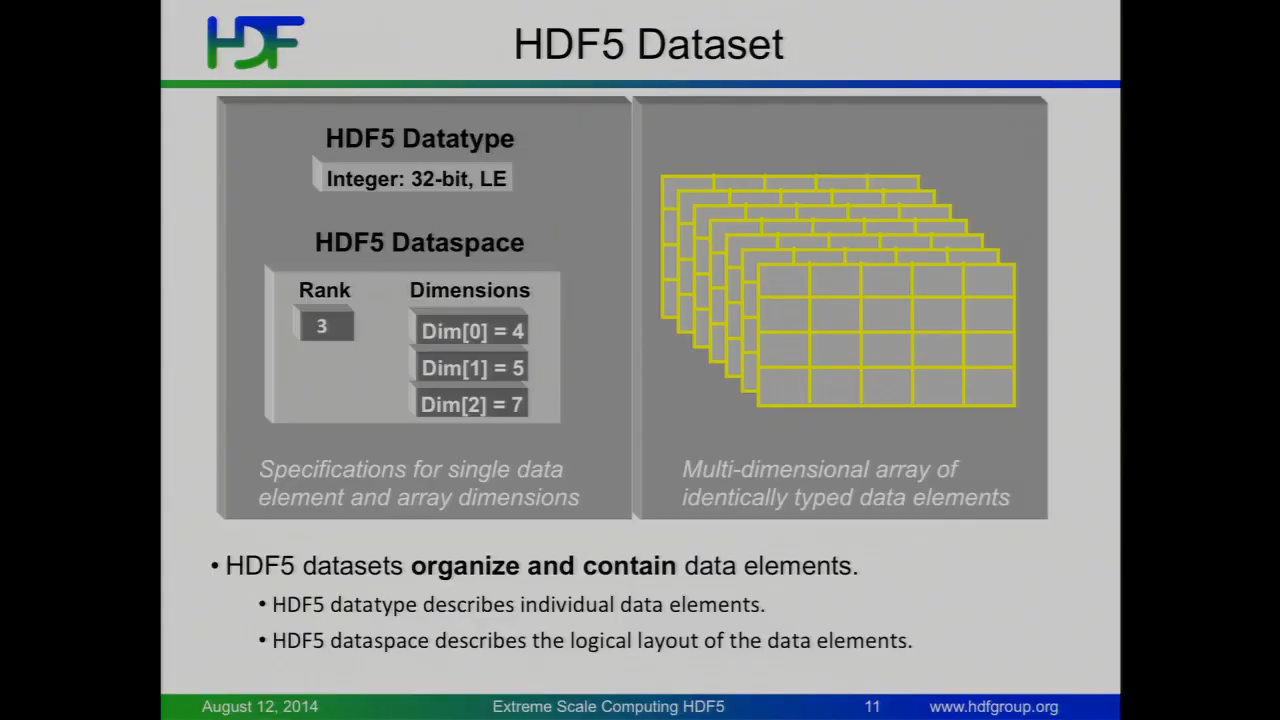 HDF
HDF5 Dataset
HDF5 Datatype
Integer: 32-bit, LE
HDF5 Dataspace
Rank
Dimensions
3
Dim[0] = 4
Dim[1] = 5
Dim[2] = 7
Specifications for single data
element and array dimensions
Multi-dimensional array of
identically typed data elements
• HDF5 datasets organize and contain data elements.
• HDF5 datatype describes individual data elements.
• HDF5 dataspace describes the logical layout of the data elements.
August 12, 2014
Extreme Scale Computing HDF5
11
www.hdfgroup.org